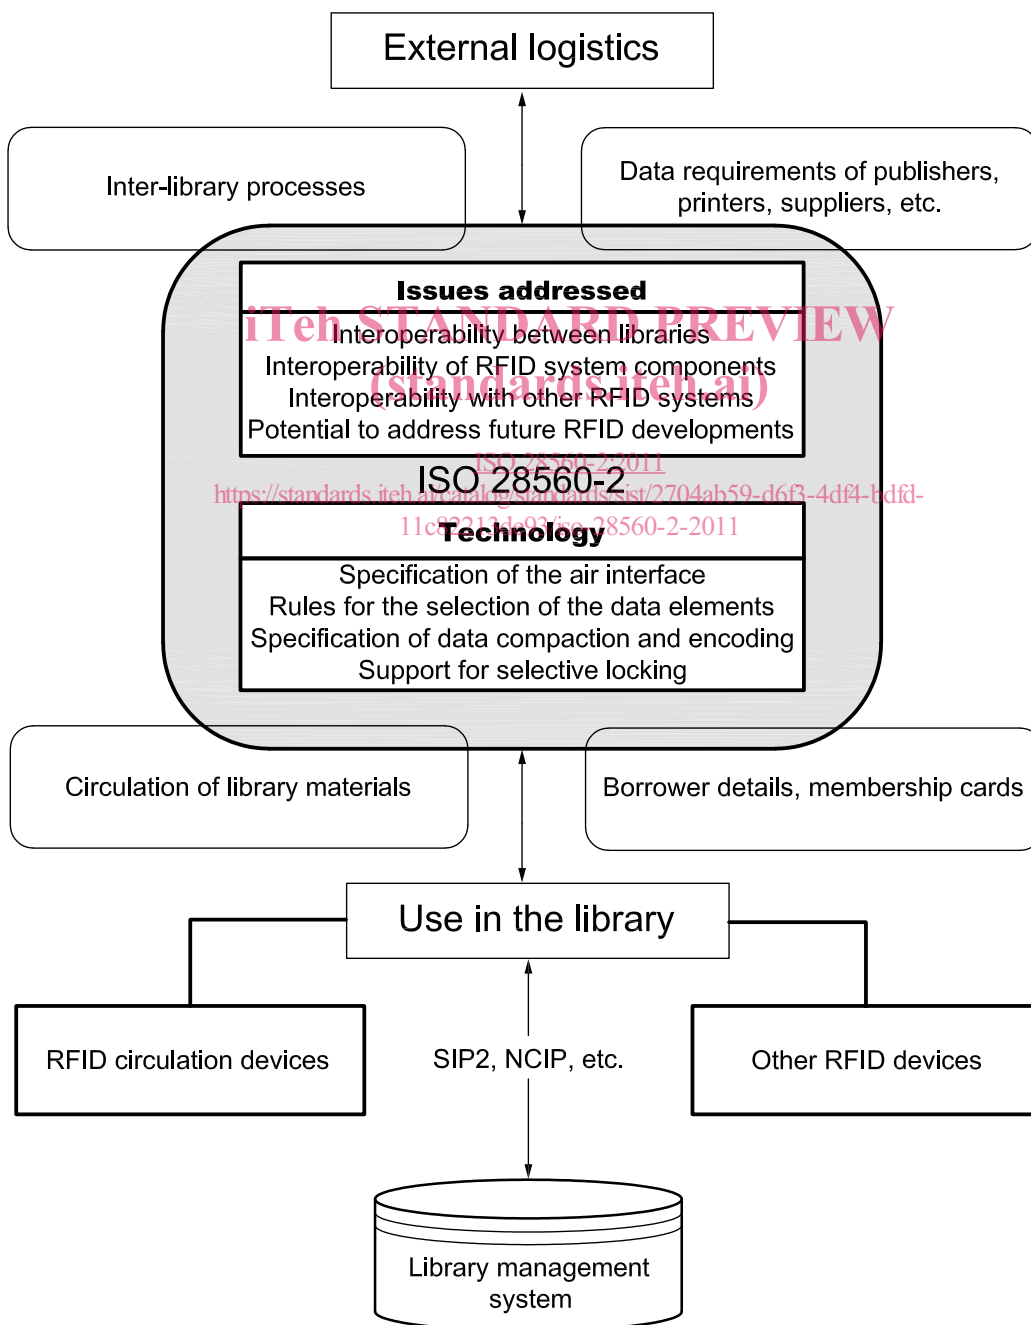 External logistics
Inter-library processes
Data requirements of publishers,
printers, suppliers, etc.
Issues addressed
iTeh STANDARD PREVIEW
Interoperability between libraries
Interoperability of RFID system components
(standards.iteh.ai)
Interoperability with other RFID systems
Potential to address future RFID developments
ISO 28560-2:2011
ISO 28560-2
https://standards.iteh.ai/catalog/standards/sist/2704ab59-d6f3-4df4-bdfd-
11c82213da93/iso-28560-2-2011
Technology
Specification of the air interface
Rules for the selection of the data elements
Specification of data compaction and encoding
Support for selective locking
Circulation of library materials
Borrower details, membership cards
Use in the library
RFID circulation devices
SIP2, NCIP, etc.
Other RFID devices
Library management
system